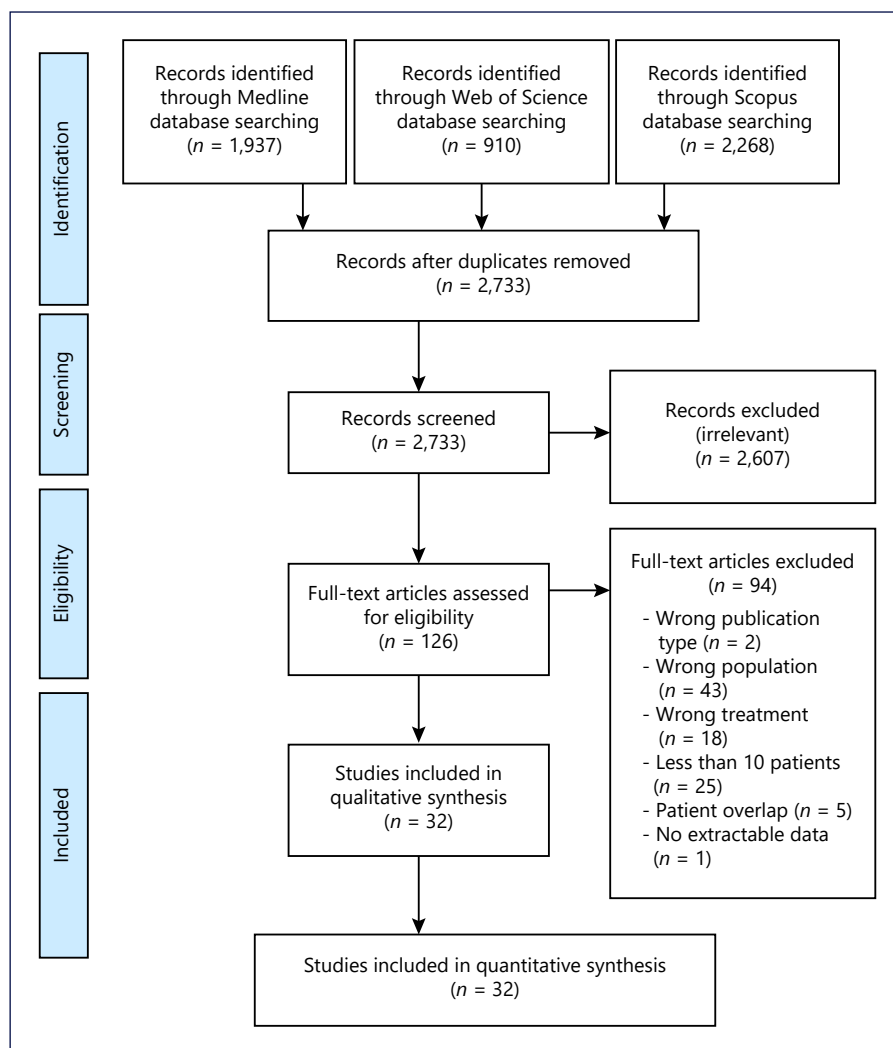 Identification
Records identified
through Medline
database searching
(n = 1,937)
Records identified
through Web of Science
database searching
(n = 910)
Records identified
through Scopus
database searching
(n = 2,268)
Records after duplicates removed
(n = 2,733)
Screening
Records screened
(n = 2,733)
Records excluded
(irrelevant)
(n = 2,607)
Eligibility
Full-text articles assessed
for eligibility
(n = 126)
Full-text articles excluded
(n = 94)
- Wrong publication
type (n = 2)
- Wrong population
(n = 43)
- Wrong treatment
(n = 18)
- Less than 10 patients
(n = 25)
- Patient overlap (n = 5)
- No extractable data
(n = 1)
Included
Studies included in
qualitative synthesis
(n = 32)
Studies included in quantitative synthesis
(n = 32)